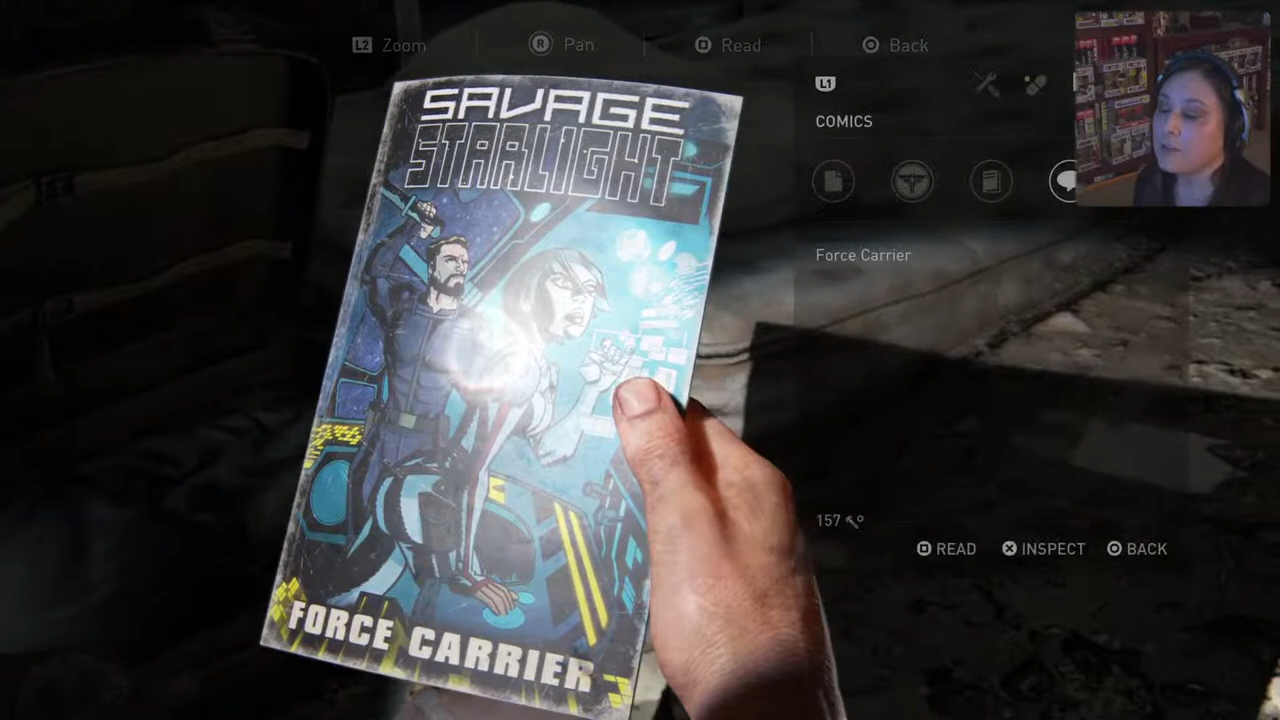 L2 Zoom
R Pan
Read
Back
L1
COMICS
SAVAGE
STARLIGHT
Force Carrier
157
READ
INSPECT
BACK
FORCE CARRIER